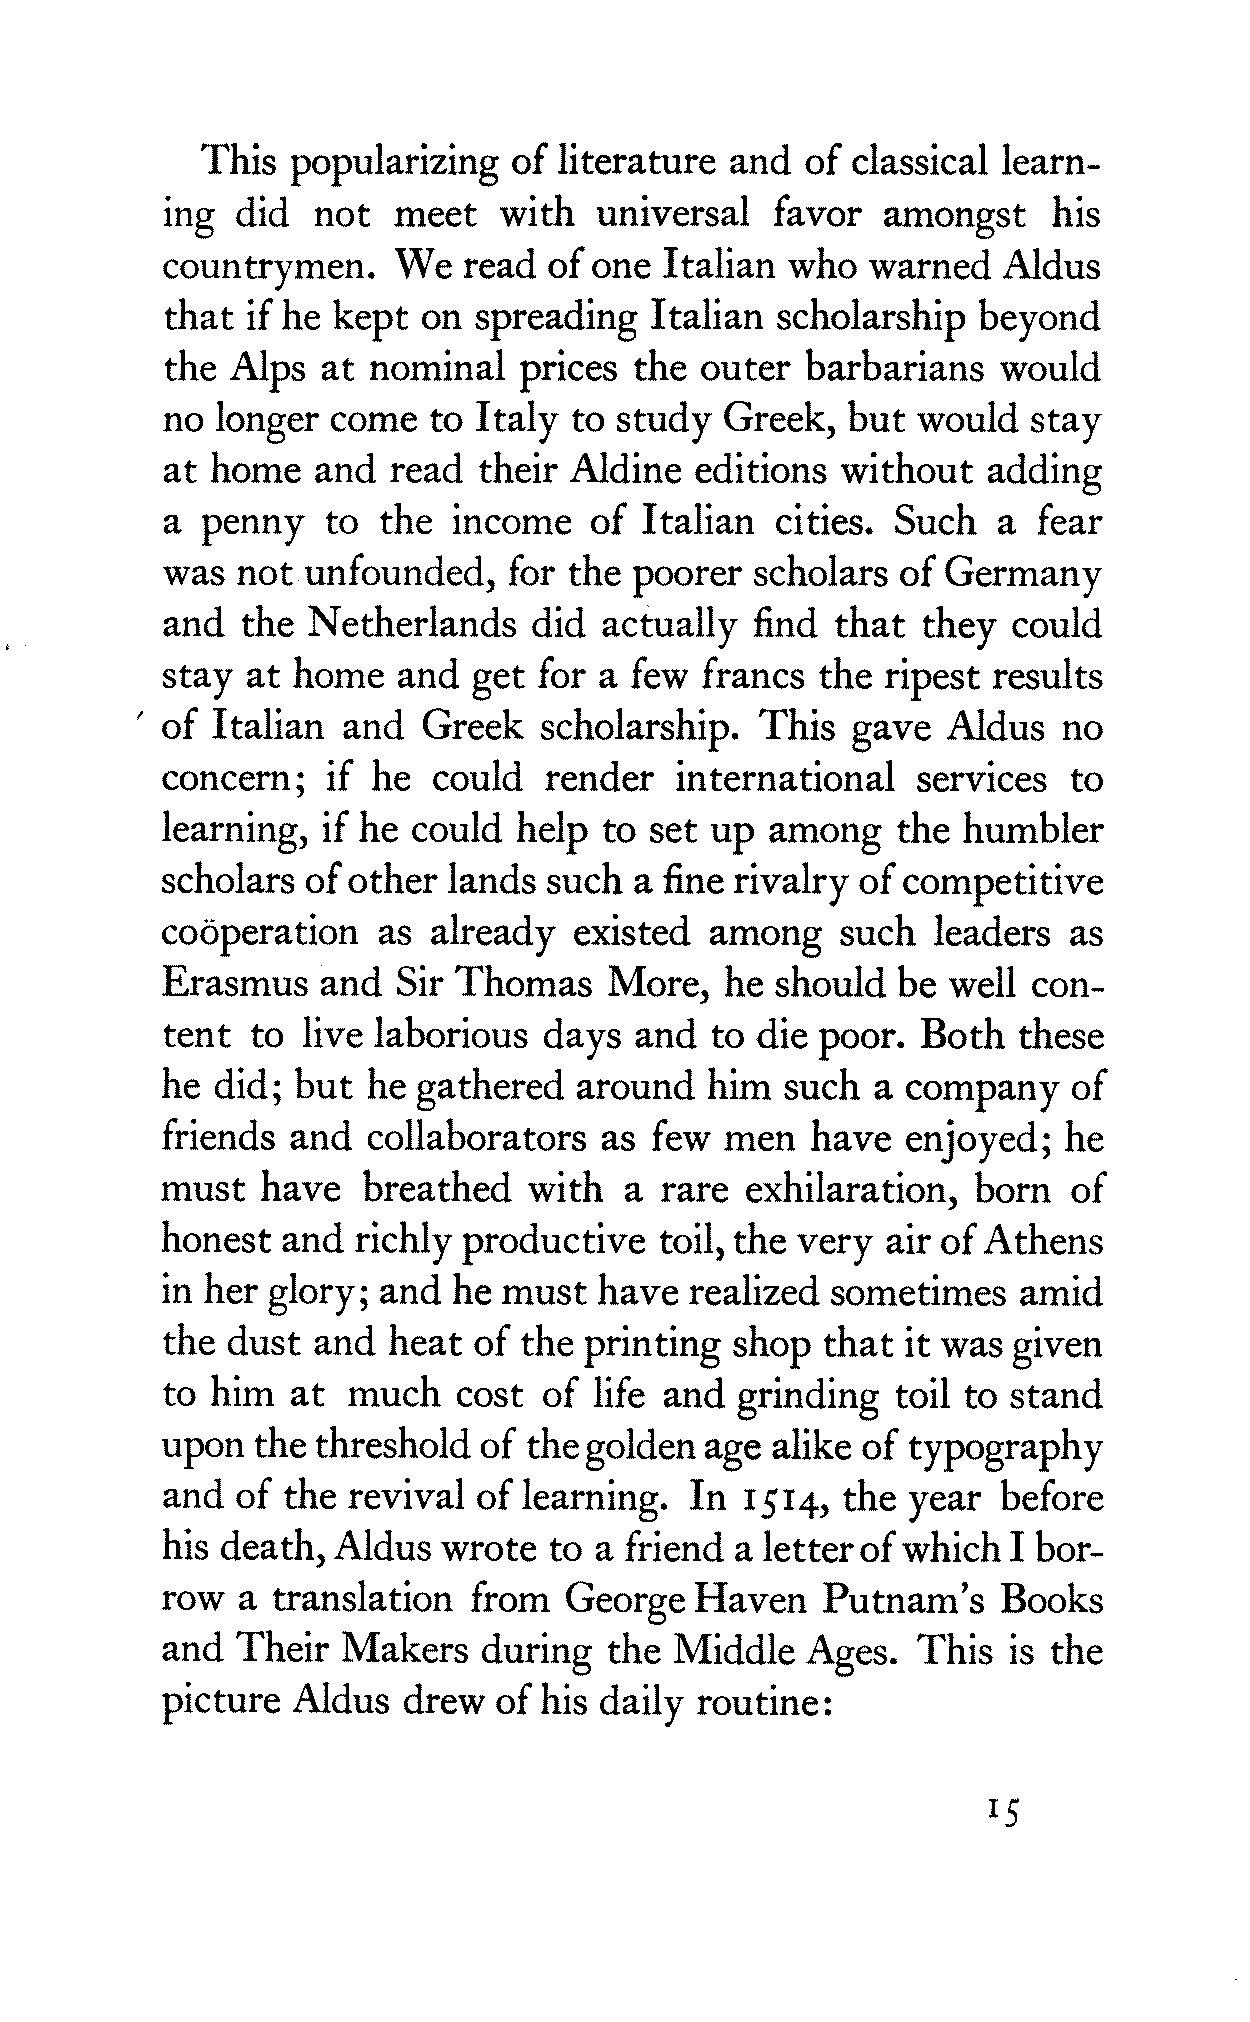 This popularizing of literature and of classical learn-
ing did not meet with universal favor amongst his
countrymen. We read of one Italian who warned Aldus
that if he kept on spreading Italian scholarship beyond
the Alps at nominal prices the outer barbarians would
no longer come to Italy to study Greek, but would stay
at home and read their Aldine editions without adding
a penny to the income of Italian cities. Such a fear
was not unfounded, for the poorer scholars of Germany
and the Netherlands did actually find that they could
stay at home and get for a few francs the ripest results
of Italian and Greek scholarship. This gave Aldus no
concern; if he could render international services to
learning, if he could help to set up among the humbler
scholars of other lands such a fine rivalry of competitive
coöperation as already existed among such leaders as
Erasmus and Sir Thomas More, he should be well con-
tent to live laborious days and to die poor. Both these
he did; but he gathered around him such a company of
friends and collaborators as few men have enjoyed; he
must have breathed with a rare exhilaration, born of
honest and richly productive toil, the very air of Athens
in her glory; and he must have realized sometimes amid
the dust and heat of the printing shop that it was given
to him at much cost of life and grinding toil to stand
upon the threshold of the golden age alike of typography
and of the revival of learning. In 1514, the year before
his death, Aldus wrote to a friend a letter of which I bor-
row a translation from George Haven Putnam's Books
and Their Makers during the Middle Ages. This is the
picture Aldus drew of his daily routine:
15